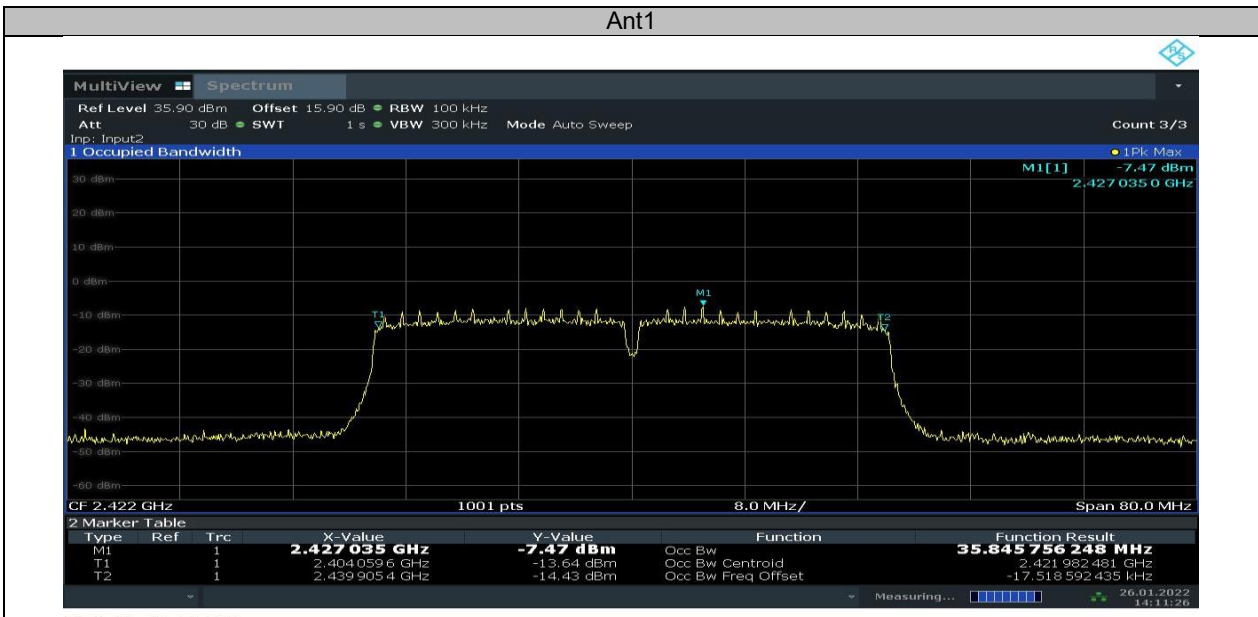 Ant1
R&S
MultiView Spectrum
Ref Level 35.90 dBm Offset 15.90 dB RBW 100 kHz
Att 30 dB SWT 1 s VBW 300 kHz Mode Auto Sweep Count 3/3
Inp: Input2
1 Occupied Bandwidth 1Pk Max
M1[1] -7.47 dBm
2.427 035 0 GHz
30 dBm
20 dBm
10 dBm
0 dBm
M1
-10 dBm
T1
T2
-20 dBm
-30 dBm
-40 dBm
-50 dBm
-60 dBm
CF 2.422 GHz 1001 pts 8.0 MHz/ Span 80.0 MHz
2 Marker Table
Type Ref Trc X-Value Y-Value Function Function Result
M1 1 2.427 035 GHz -7.47 dBm Occ Bw 35.845 756 248 MHz
T1 1 2.404 059 6 GHz -13.64 dBm Occ Bw Centroid 2.421 982 481 GHz
T2 1 2.439 905 4 GHz -14.43 dBm Occ Bw Freq Offset -17.518 592 435 kHz
Measuring... 26.01.2022
14:11:26